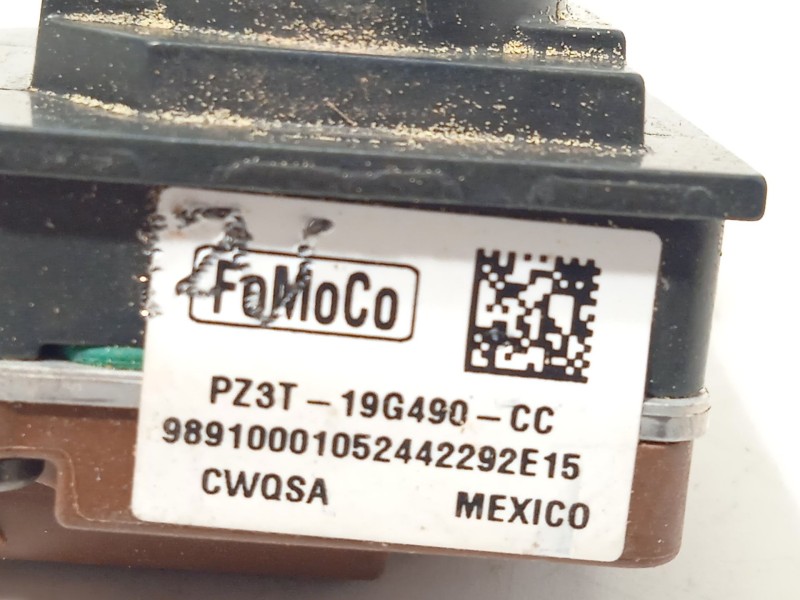 FoMoCo
PZ3T-19G490-CC
98910001052442292E15
CWQSA
MEXICO